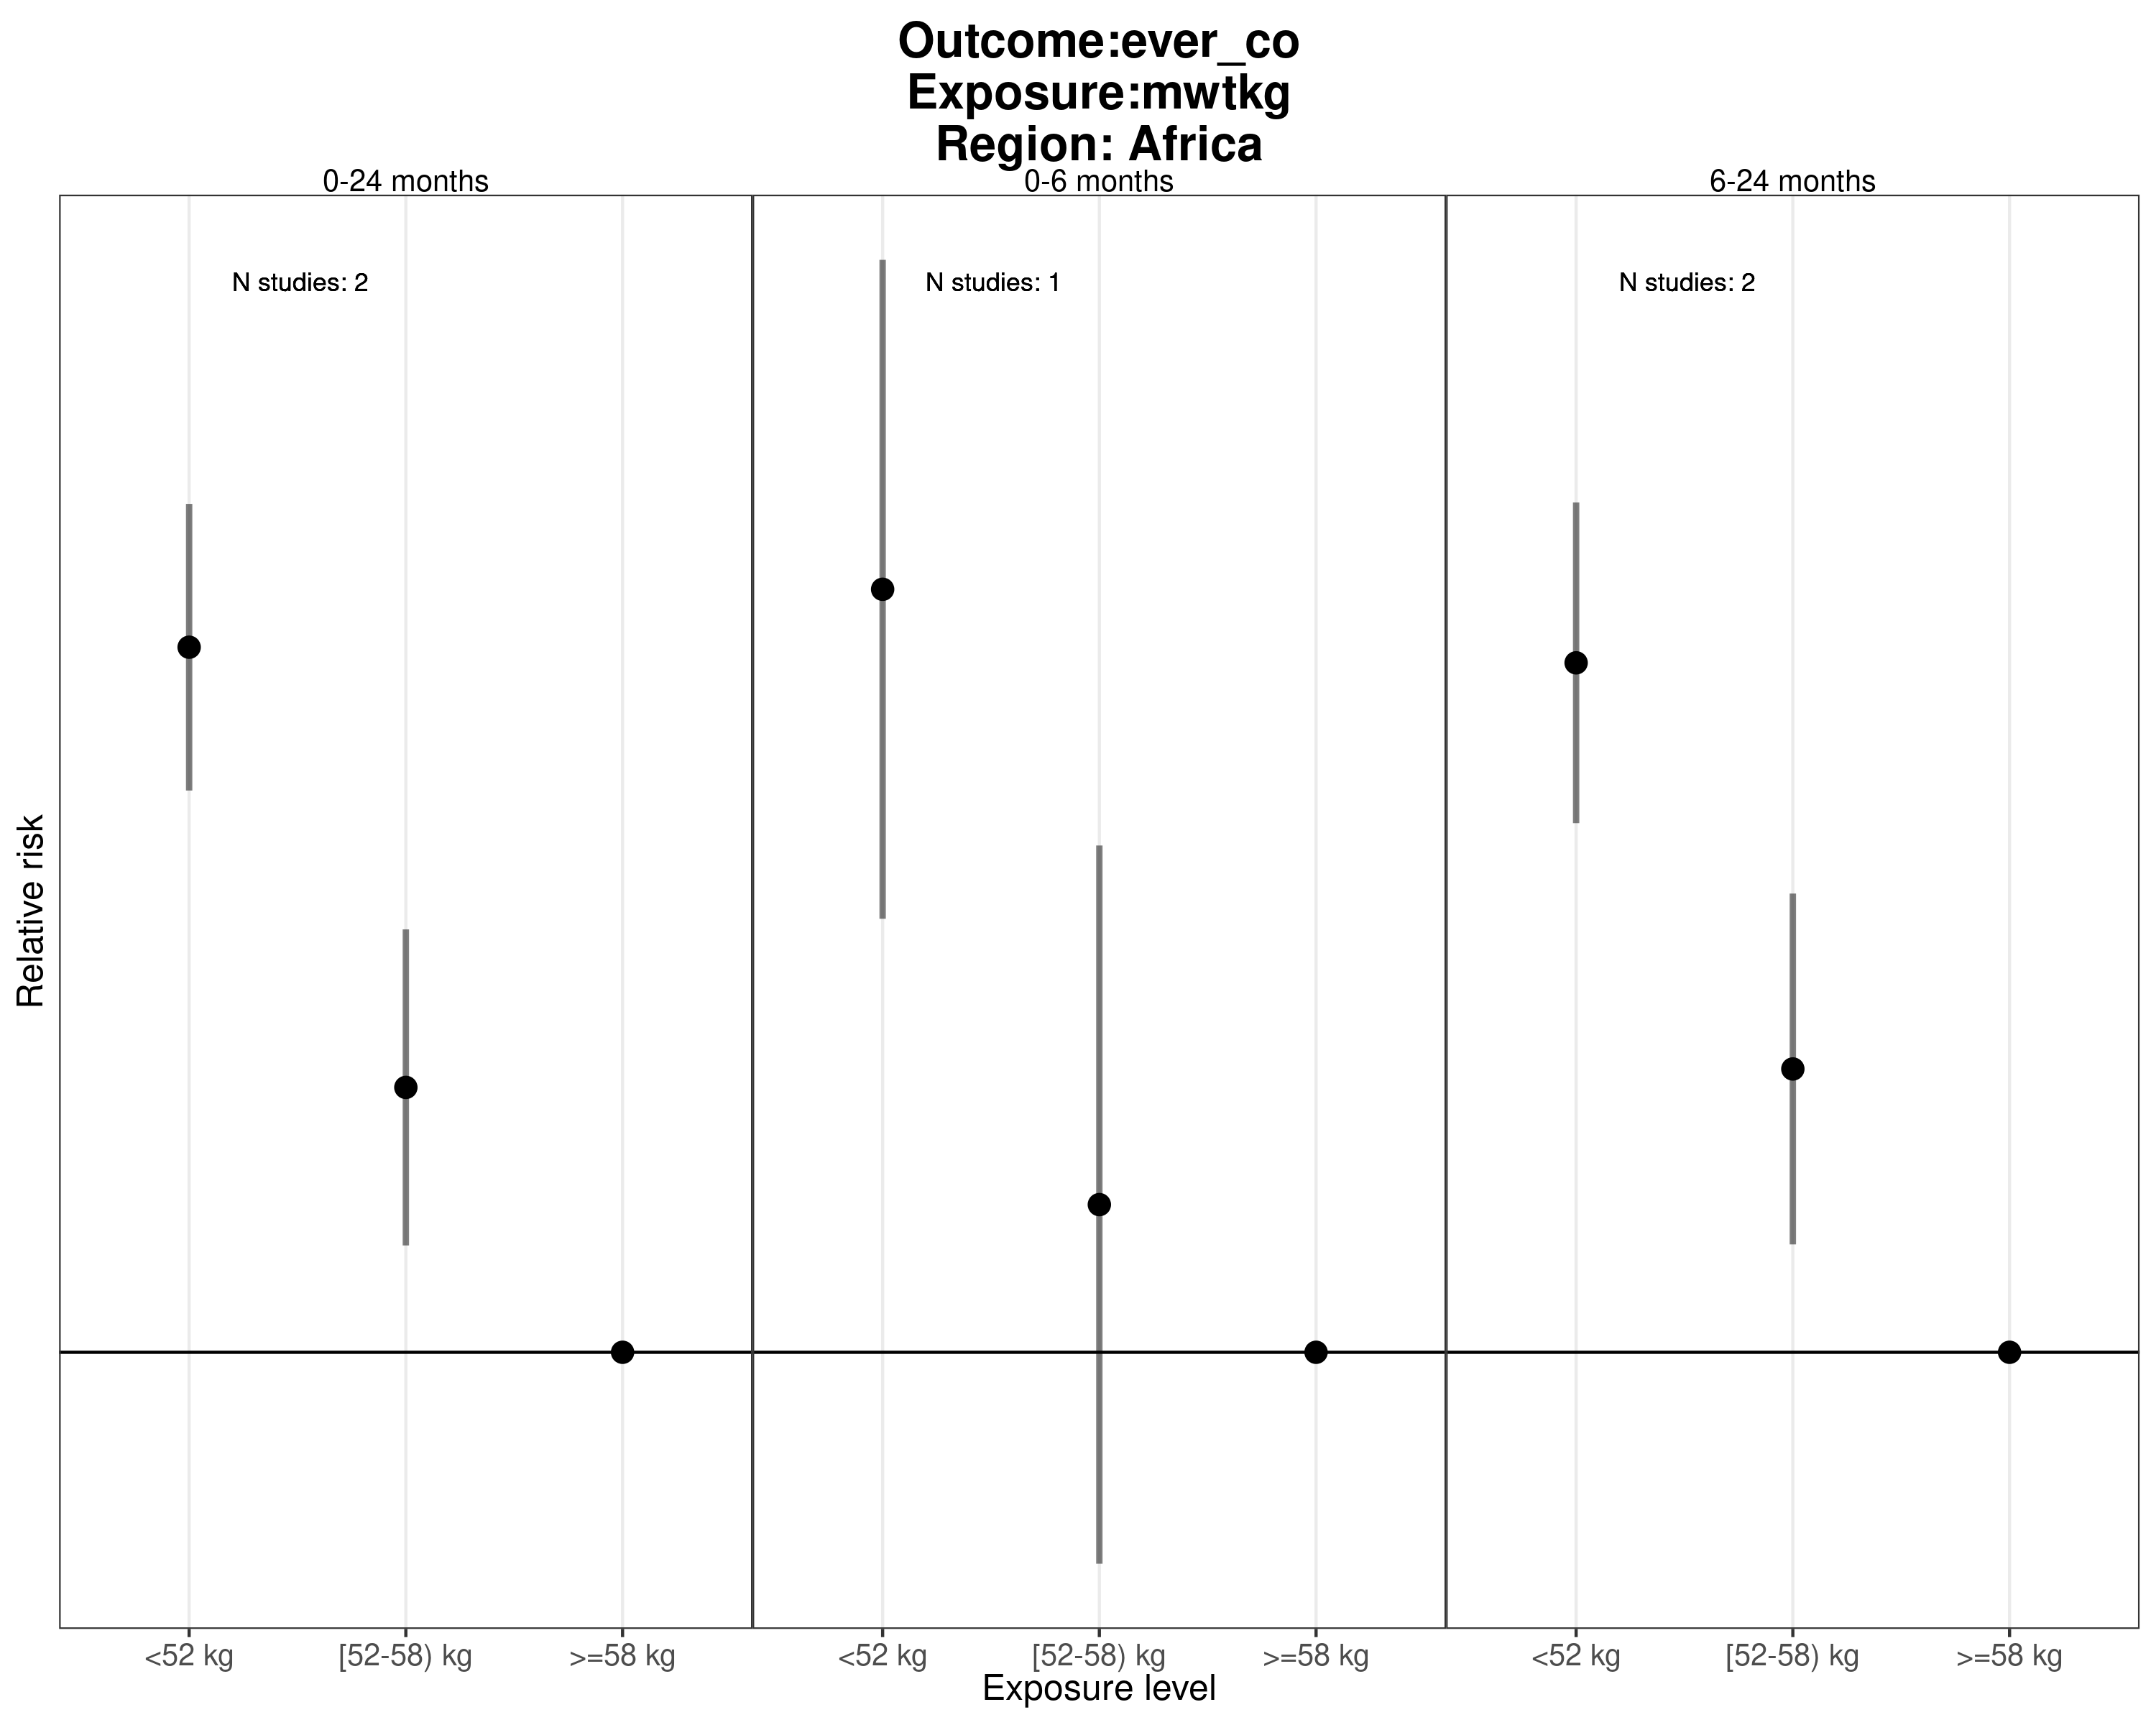 Outcome:ever_co
Exposure:mwtkg
Region: Africa
0-24 months
0-6 months
6-24 months
N studies: 2
N studies: 1
N studies: 2
Relative risk
<52 kg
[52-58) kg
>=58 kg
<52 kg
[52-58) kg
>=58 kg
<52 kg
[52-58) kg
>=58 kg
Exposure level